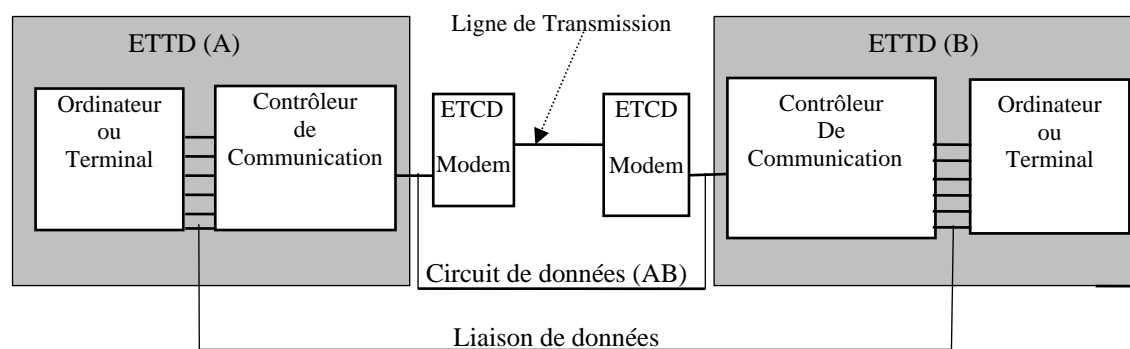 ETTD (A)
Ordinateur
ou
Terminal
Contrôleur
de
Communication
Ligne de Transmission
ETCD
Modem
ETCD
Modem
ETTD (B)
Contrôleur
De
Communication
Ordinateur
ou
Terminal
Circuit de données (AB)
Liaison de données